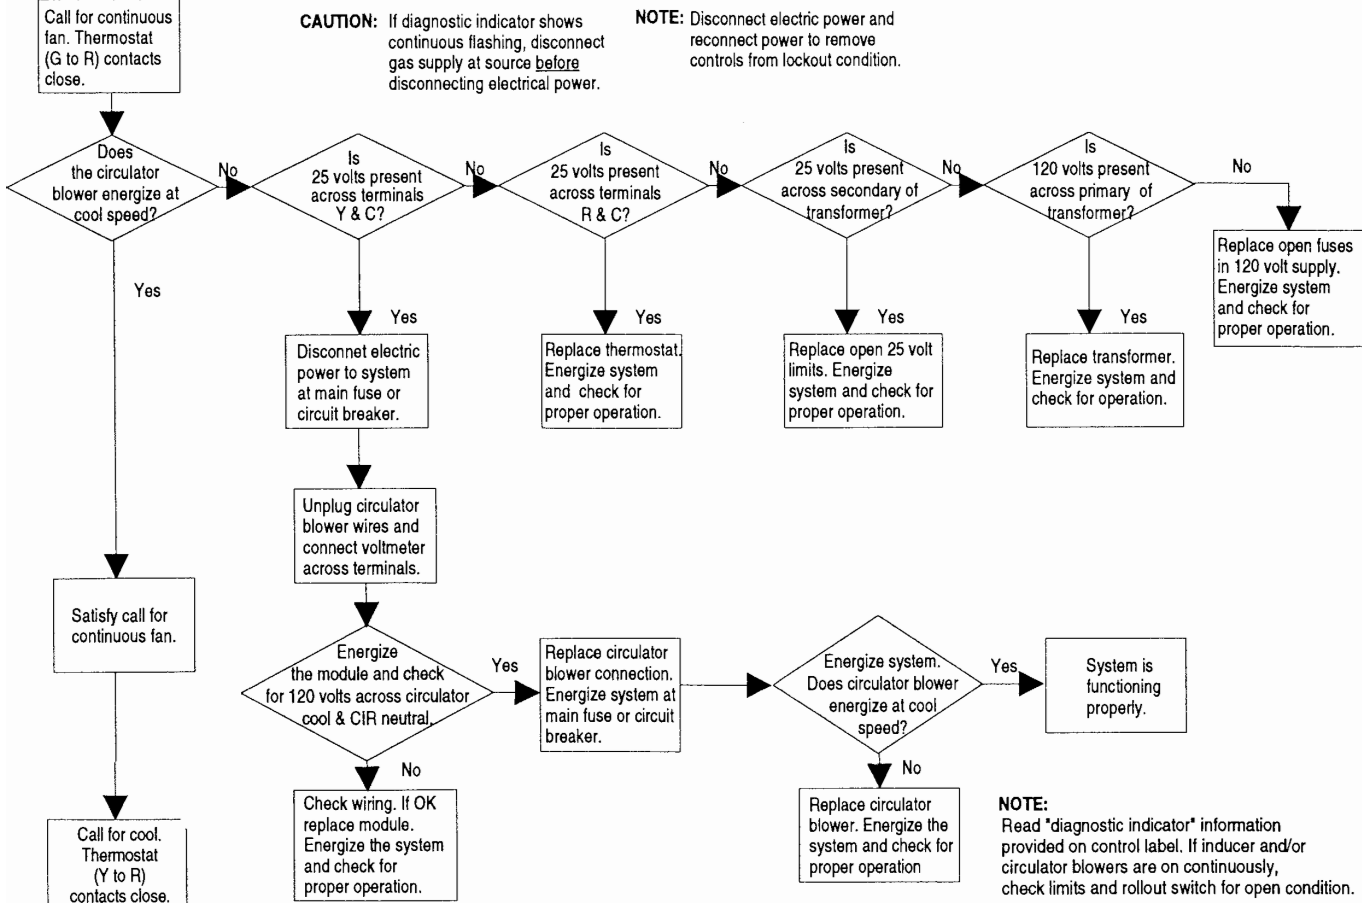 Call for continuous
fan. Thermostat
(G to R) contacts
close.
CAUTION: If diagnostic indicator shows
continuous flashing, disconnect
gas supply at source before
disconnecting electrical power.
NOTE: Disconnect electric power and
reconnect power to remove
controls from lockout condition.
Does
the circulator
blower energize at
cool speed?
No
Is
25 volts present
across terminals
Y & C?
No
Is
25 volts present
across terminals
R & C?
No
Is
25 volts present
across secondary of
transformer?
No
Is
120 volts present
across primary of
transformer?
No
Replace open fuses
in 120 volt supply.
Energize system
and check for
proper operation.
Yes
Yes
Yes
Yes
Yes
Disconnet electric
power to system
at main fuse or
circuit breaker.
Replace thermostat.
Energize system
and check for
proper operation.
Replace open 25 volt
limits. Energize
system and check for
proper operation.
Replace transformer.
Energize system and
check for operation.
Unplug circulator
blower wires and
connect voltmeter
across terminals.
Satisfy call for
continuous fan.
Energize
the module and check
for 120 volts across circulator
cool & CIR neutral.
Yes
Replace circulator
blower connection.
Energize system at
main fuse or circuit
breaker.
Energize system.
Does circulator blower
energize at cool
speed?
Yes
System is
functioning
properly.
No
No
Call for cool.
Thermostat
(Y to R)
contacts close.
Check wiring. If OK
replace module.
Energize the system
and check for
proper operation.
Replace circulator
blower. Energize the
system and check for
proper operation
NOTE:
Read "diagnostic indicator" information
provided on control label. If inducer and/or
circulator blowers are on continuously,
check limits and rollout switch for open condition.